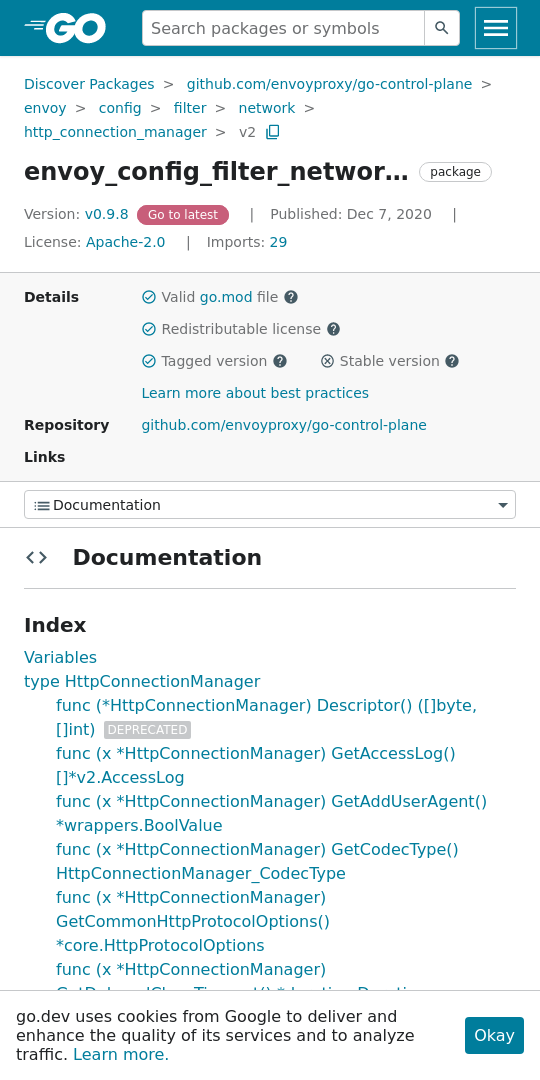 GO
Search packages or symbols
Discover Packages > github.com/envoyproxy/go-control-plane >
envoy > config > filter > network >
http_connection_manager > v2
envoy_config_filter_networ… package
Version: v0.9.8 Go to latest | Published: Dec 7, 2020 |
License: Apache-2.0 | Imports: 29
Details Valid go.mod file
Redistributable license
Tagged version Stable version
Learn more about best practices
Repository github.com/envoyproxy/go-control-plane
Links
Documentation
Documentation
Index
Variables
type HttpConnectionManager
func (*HttpConnectionManager) Descriptor() ([]byte,
[]int) DEPRECATED
func (x *HttpConnectionManager) GetAccessLog()
[]*v2.AccessLog
func (x *HttpConnectionManager) GetAddUserAgent()
*wrappers.BoolValue
func (x *HttpConnectionManager) GetCodecType()
HttpConnectionManager_CodecType
func (x *HttpConnectionManager)
GetCommonHttpProtocolOptions()
*core.HttpProtocolOptions
func (x *HttpConnectionManager)
go.dev uses cookies from Google to deliver and
enhance the quality of its services and to analyze
traffic. Learn more.
Okay